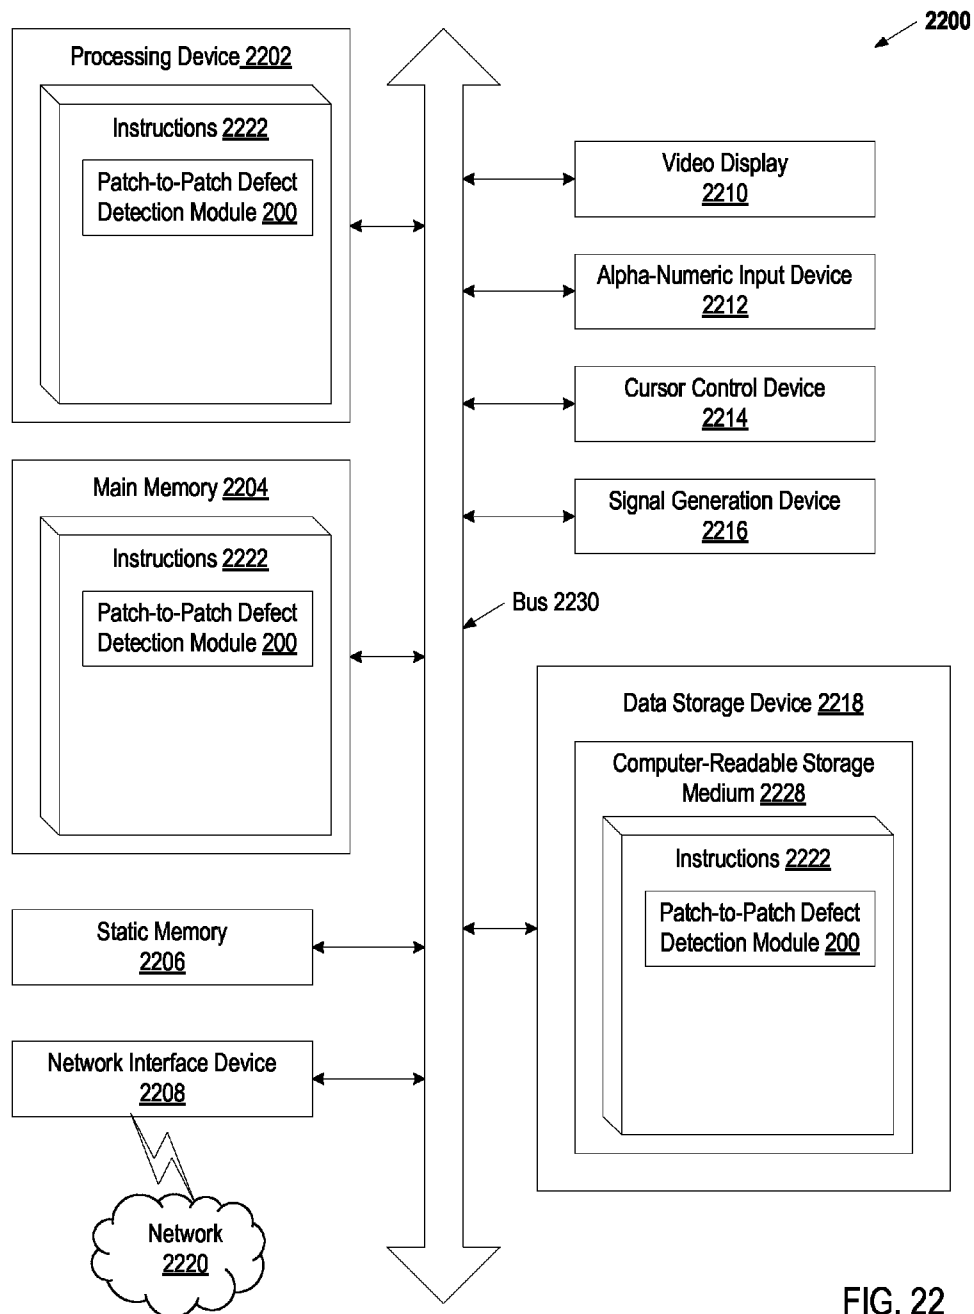 2200
Processing Device 2202
Instructions 2222
Patch-to-Patch Defect
Detection Module 200
Main Memory 2204
Instructions 2222
Patch-to-Patch Defect
Detection Module 200
Static Memory
2206
Network Interface Device
2208
Network
2220
Video Display
2210
Alpha-Numeric Input Device
2212
Cursor Control Device
2214
Signal Generation Device
2216
Bus 2230
Data Storage Device 2218
Computer-Readable Storage
Medium 2228
Instructions 2222
Patch-to-Patch Defect
Detection Module 200
FIG. 22